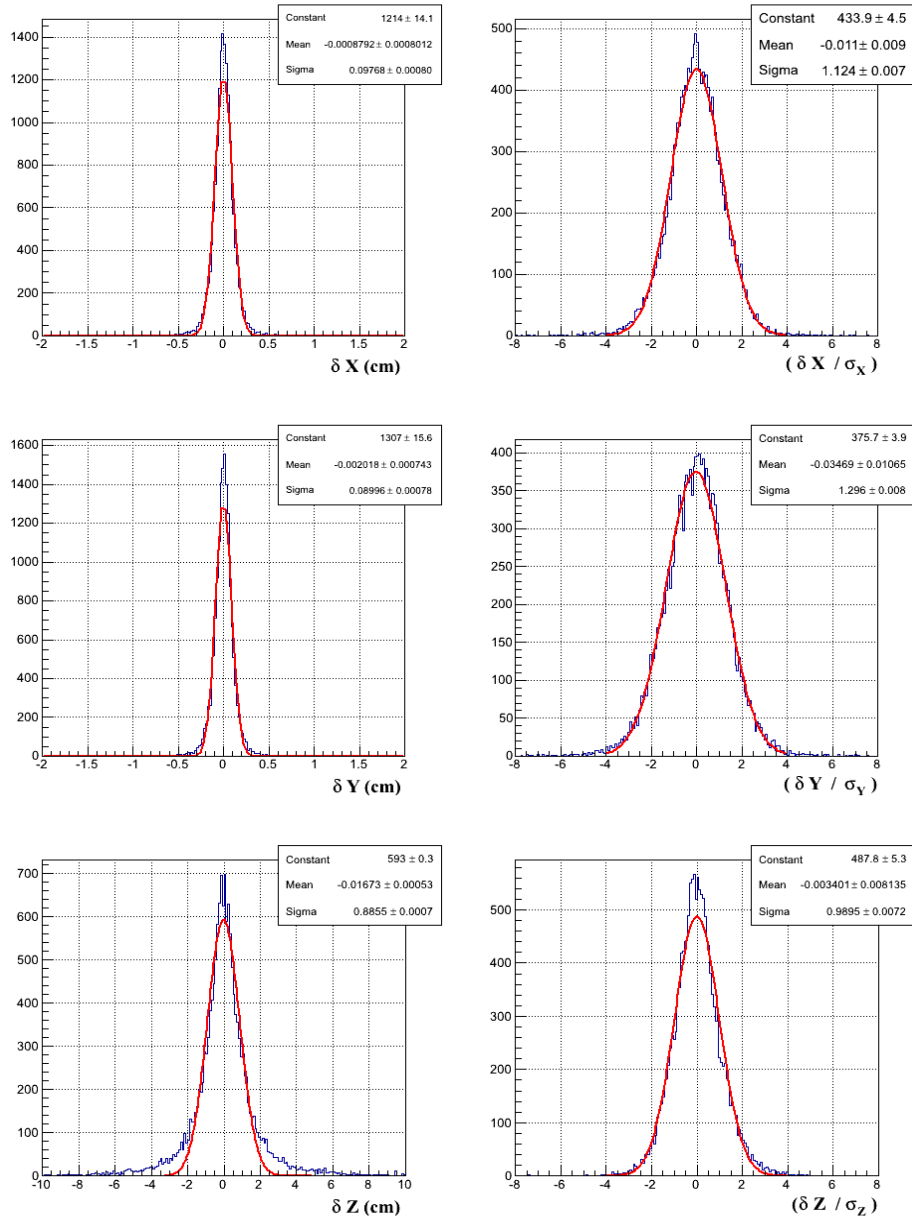 Constant 1214 ± 14.1
Mean -0.0008792 ± 0.0008012
Sigma 0.09768 ± 0.00080
1400
1200
1000
800
600
400
200
0
-2 -1.5 -1 -0.5 0 0.5 1 1.5 2
δ X (cm)
Constant 433.9 ± 4.5
Mean -0.011 ± 0.009
Sigma 1.124 ± 0.007
500
400
300
200
100
0
-8 -6 -4 -2 0 2 4 6 8
( δ X / σX )
Constant 1307 ± 15.6
Mean -0.002018 ± 0.000743
Sigma 0.08996 ± 0.00078
1600
1400
1200
1000
800
600
400
200
0
-2 -1.5 -1 -0.5 0 0.5 1 1.5 2
δ Y (cm)
Constant 375.7 ± 3.9
Mean -0.03469 ± 0.01065
Sigma 1.296 ± 0.008
400
350
300
250
200
150
100
50
0
-8 -6 -4 -2 0 2 4 6 8
( δ Y / σY )
Constant 593 ± 0.3
Mean -0.01673 ± 0.00053
Sigma 0.8855 ± 0.0007
700
600
500
400
300
200
100
0
-10 -8 -6 -4 -2 0 2 4 6 8 10
δ Z (cm)
Constant 487.8 ± 5.3
Mean -0.003401 ± 0.008135
Sigma 0.9895 ± 0.0072
500
400
300
200
100
0
-8 -6 -4 -2 0 2 4 6 8
(δ Z / σZ )